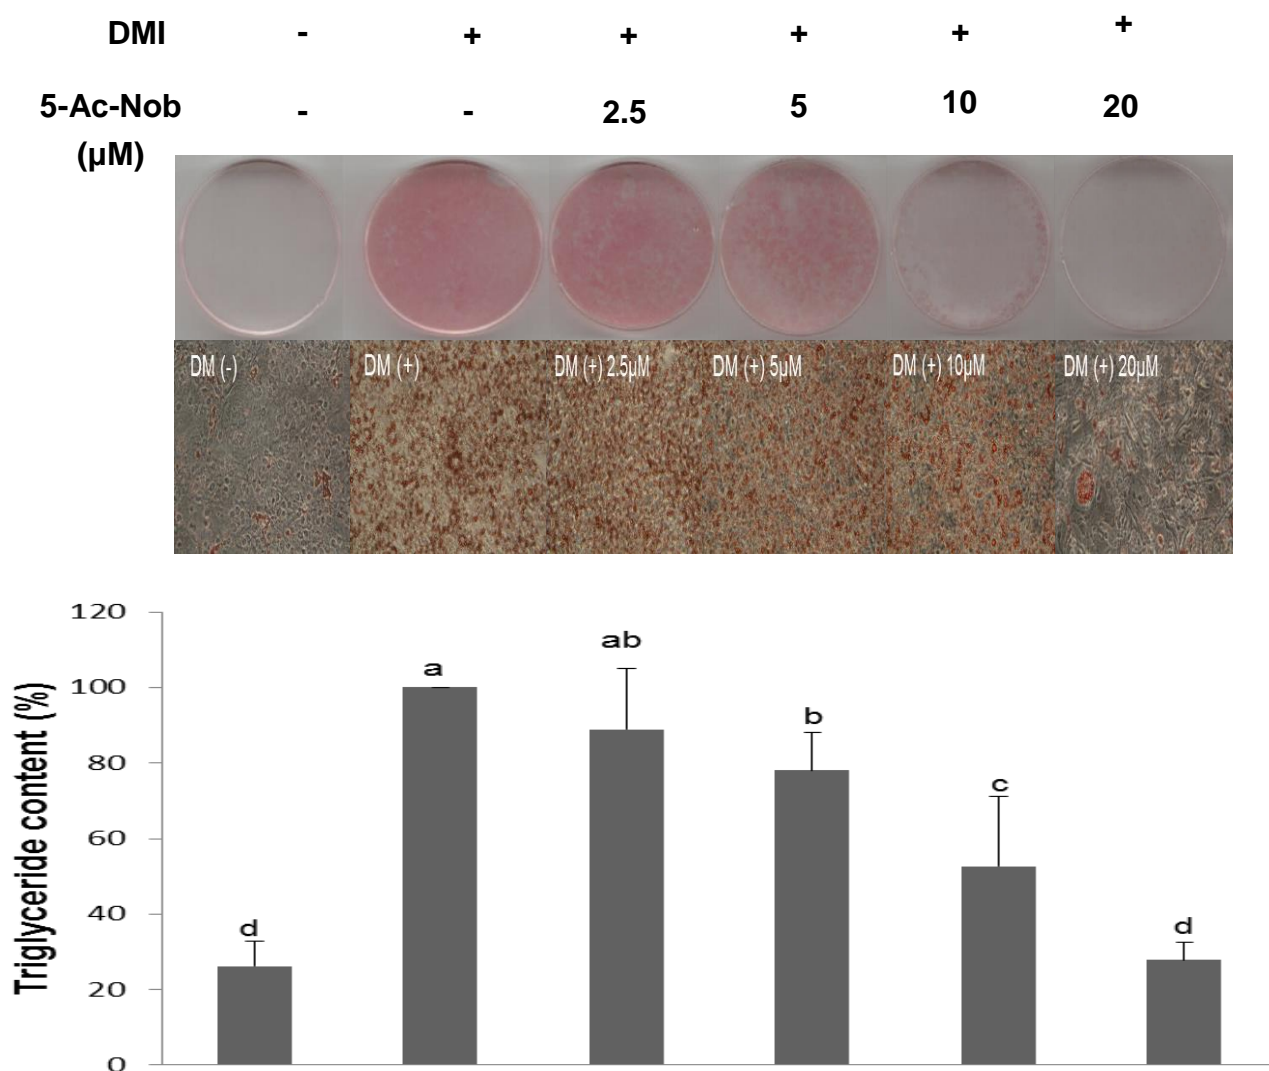 DMI - + + + + +
5-Ac-Nob - - 2.5 5 10 20
(µM)
DM (-) DM (+) DM (+) 2.5µM DM (+) 5µM DM (+) 10µM DM (+) 20µM
Triglyceride content (%)
120
100
80
60
40
20
0
d a ab b c d